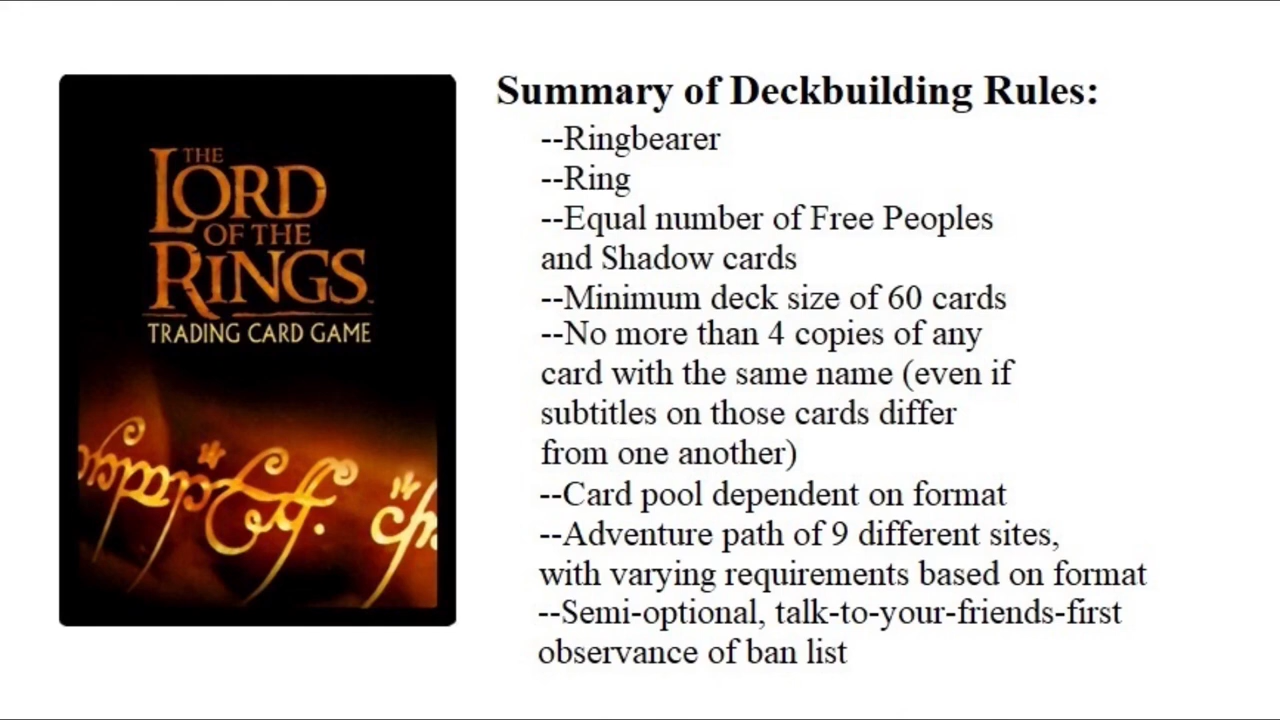 THE
LORD
OF THE
RINGS
TRADING CARD GAME
Summary of Deckbuilding Rules:
--Ringbearer
--Ring
--Equal number of Free Peoples
and Shadow cards
--Minimum deck size of 60 cards
--No more than 4 copies of any
card with the same name (even if
subtitles on those cards differ
from one another)
--Card pool dependent on format
--Adventure path of 9 different sites,
with varying requirements based on format
--Semi-optional, talk-to-your-friends-first
observance of ban list